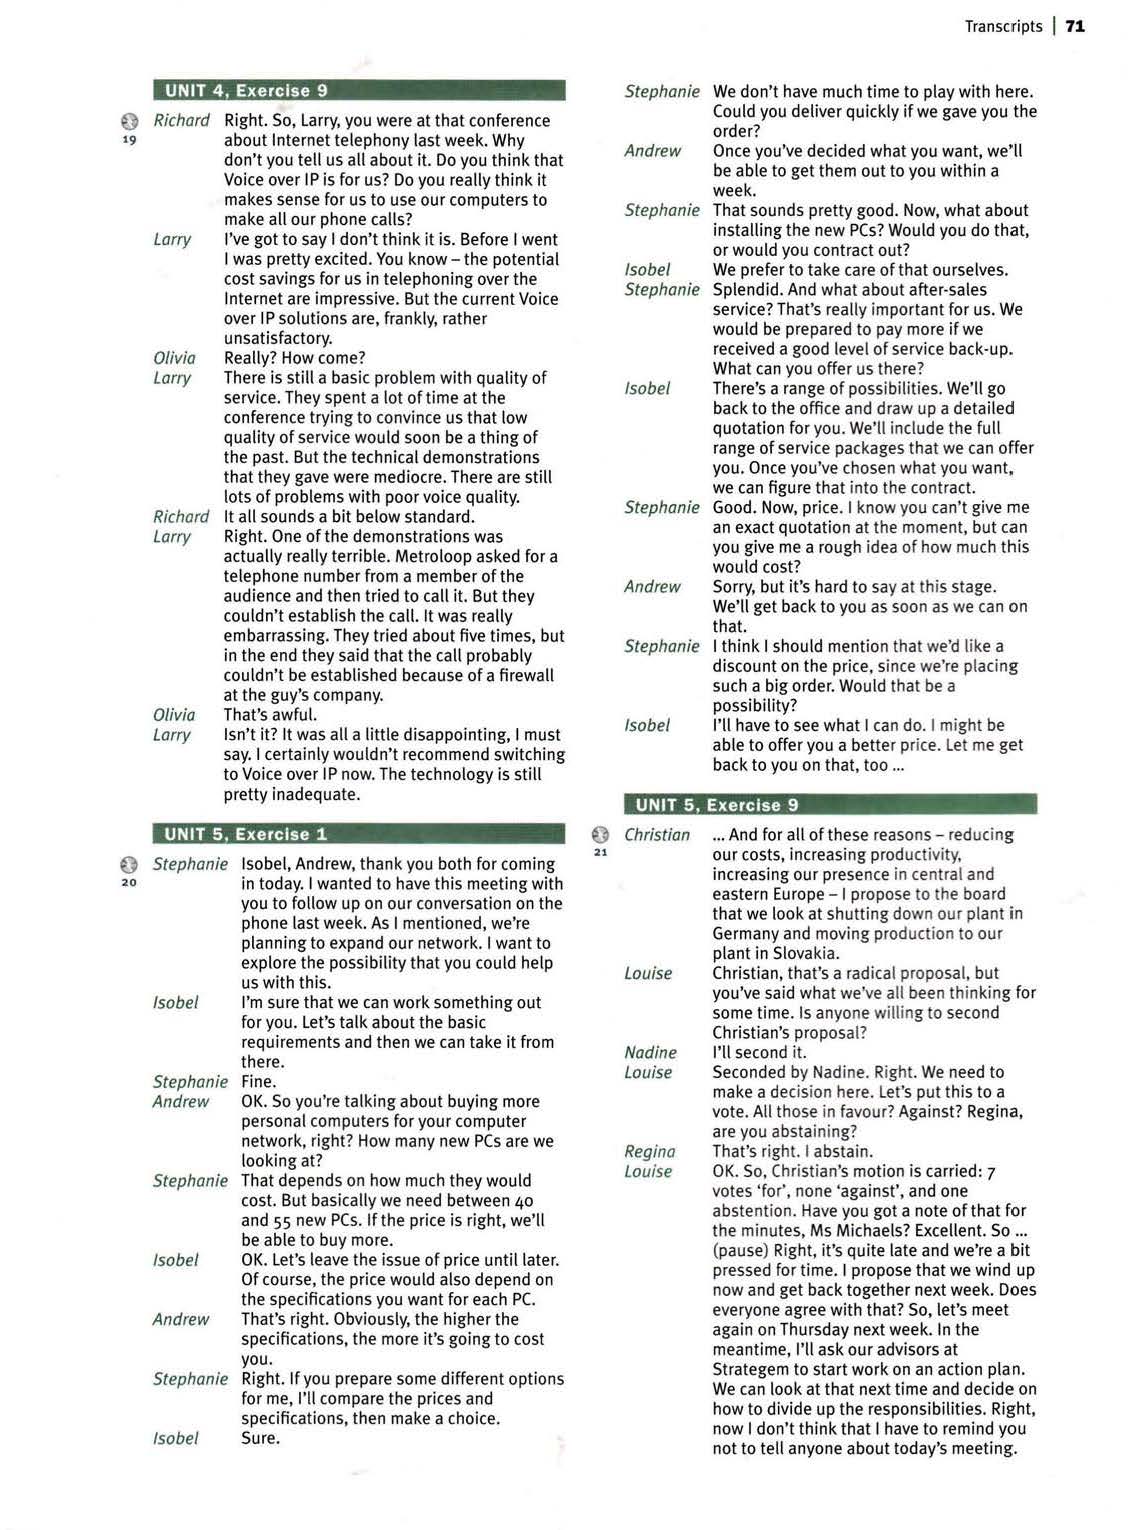 Transcripts | 71
UNIT 4, Exercise 9
19
Richard Right. So, Larry, you were at that conference
about Internet telephony last week. Why
don't you tell us all about it. Do you think that
Voice over IP is for us? Do you really think it
makes sense for us to use our computers to
make all our phone calls?
Larry I've got to say I don't think it is. Before I went
I was pretty excited. You know – the potential
cost savings for us in telephoning over the
Internet are impressive. But the current Voice
over IP solutions are, frankly, rather
unsatisfactory.
Olivia Really? How come?
Larry There is still a basic problem with quality of
service. They spent a lot of time at the
conference trying to convince us that low
quality of service would soon be a thing of
the past. But the technical demonstrations
that they gave were mediocre. There are still
lots of problems with poor voice quality.
Richard It all sounds a bit below standard.
Larry Right. One of the demonstrations was
actually really terrible. Metroloop asked for a
telephone number from a member of the
audience and then tried to call it. But they
couldn't establish the call. It was really
embarrassing. They tried about five times, but
in the end they said that the call probably
couldn't be established because of a firewall
at the guy's company.
Olivia That's awful.
Larry Isn't it? It was all a little disappointing, I must
say. I certainly wouldn't recommend switching
to Voice over IP now. The technology is still
pretty inadequate.
UNIT 5, Exercise 1
20
Stephanie Isobel, Andrew, thank you both for coming
in today. I wanted to have this meeting with
you to follow up on our conversation on the
phone last week. As I mentioned, we're
planning to expand our network. I want to
explore the possibility that you could help
us with this.
Isobel I'm sure that we can work something out
for you. Let's talk about the basic
requirements and then we can take it from
there.
Stephanie Fine.
Andrew OK. So you're talking about buying more
personal computers for your computer
network, right? How many new PCs are we
looking at?
Stephanie That depends on how much they would
cost. But basically we need between 40
and 55 new PCs. If the price is right, we'll
be able to buy more.
Isobel OK. Let's leave the issue of price until later.
Of course, the price would also depend on
the specifications you want for each PC.
Andrew That's right. Obviously, the higher the
specifications, the more it's going to cost
you.
Stephanie Right. If you prepare some different options
for me, I'll compare the prices and
specifications, then make a choice.
Isobel Sure.
Stephanie We don't have much time to play with here.
Could you deliver quickly if we gave you the
order?
Andrew Once you've decided what you want, we'll
be able to get them out to you within a
week.
Stephanie That sounds pretty good. Now, what about
installing the new PCs? Would you do that,
or would you contract out?
Isobel We prefer to take care of that ourselves.
Stephanie Splendid. And what about after-sales
service? That's really important for us. We
would be prepared to pay more if we
received a good level of service back-up.
What can you offer us there?
Isobel There's a range of possibilities. We'll go
back to the office and draw up a detailed
quotation for you. We'll include the full
range of service packages that we can offer
you. Once you've chosen what you want,
we can figure that into the contract.
Stephanie Good. Now, price. I know you can't give me
an exact quotation at the moment, but can
you give me a rough idea of how much this
would cost?
Andrew Sorry, but it's hard to say at this stage.
We'll get back to you as soon as we can on
that.
Stephanie I think I should mention that we'd like a
discount on the price, since we're placing
such a big order. Would that be a
possibility?
Isobel I'll have to see what I can do. I might be
able to offer you a better price. Let me get
back to you on that, too ...
UNIT 5, Exercise 9
21
Christian ... And for all of these reasons – reducing
our costs, increasing productivity,
increasing our presence in central and
eastern Europe – I propose to the board
that we look at shutting down our plant in
Germany and moving production to our
plant in Slovakia.
Louise Christian, that's a radical proposal, but
you've said what we've all been thinking for
some time. Is anyone willing to second
Christian's proposal?
Nadine I'll second it.
Louise Seconded by Nadine. Right. We need to
make a decision here. Let's put this to a
vote. All those in favour? Against? Regina,
are you abstaining?
Regina That's right. I abstain.
Louise OK. So, Christian's motion is carried: 7
votes 'for', none 'against', and one
abstention. Have you got a note of that for
the minutes, Ms Michaels? Excellent. So ...
(pause) Right, it's quite late and we're a bit
pressed for time. I propose that we wind up
now and get back together next week. Does
everyone agree with that? So, let's meet
again on Thursday next week. In the
meantime, I'll ask our advisors at
Strategem to start work on an action plan.
We can look at that next time and decide on
how to divide up the responsibilities. Right,
now I don't think that I have to remind you
not to tell anyone about today's meeting.